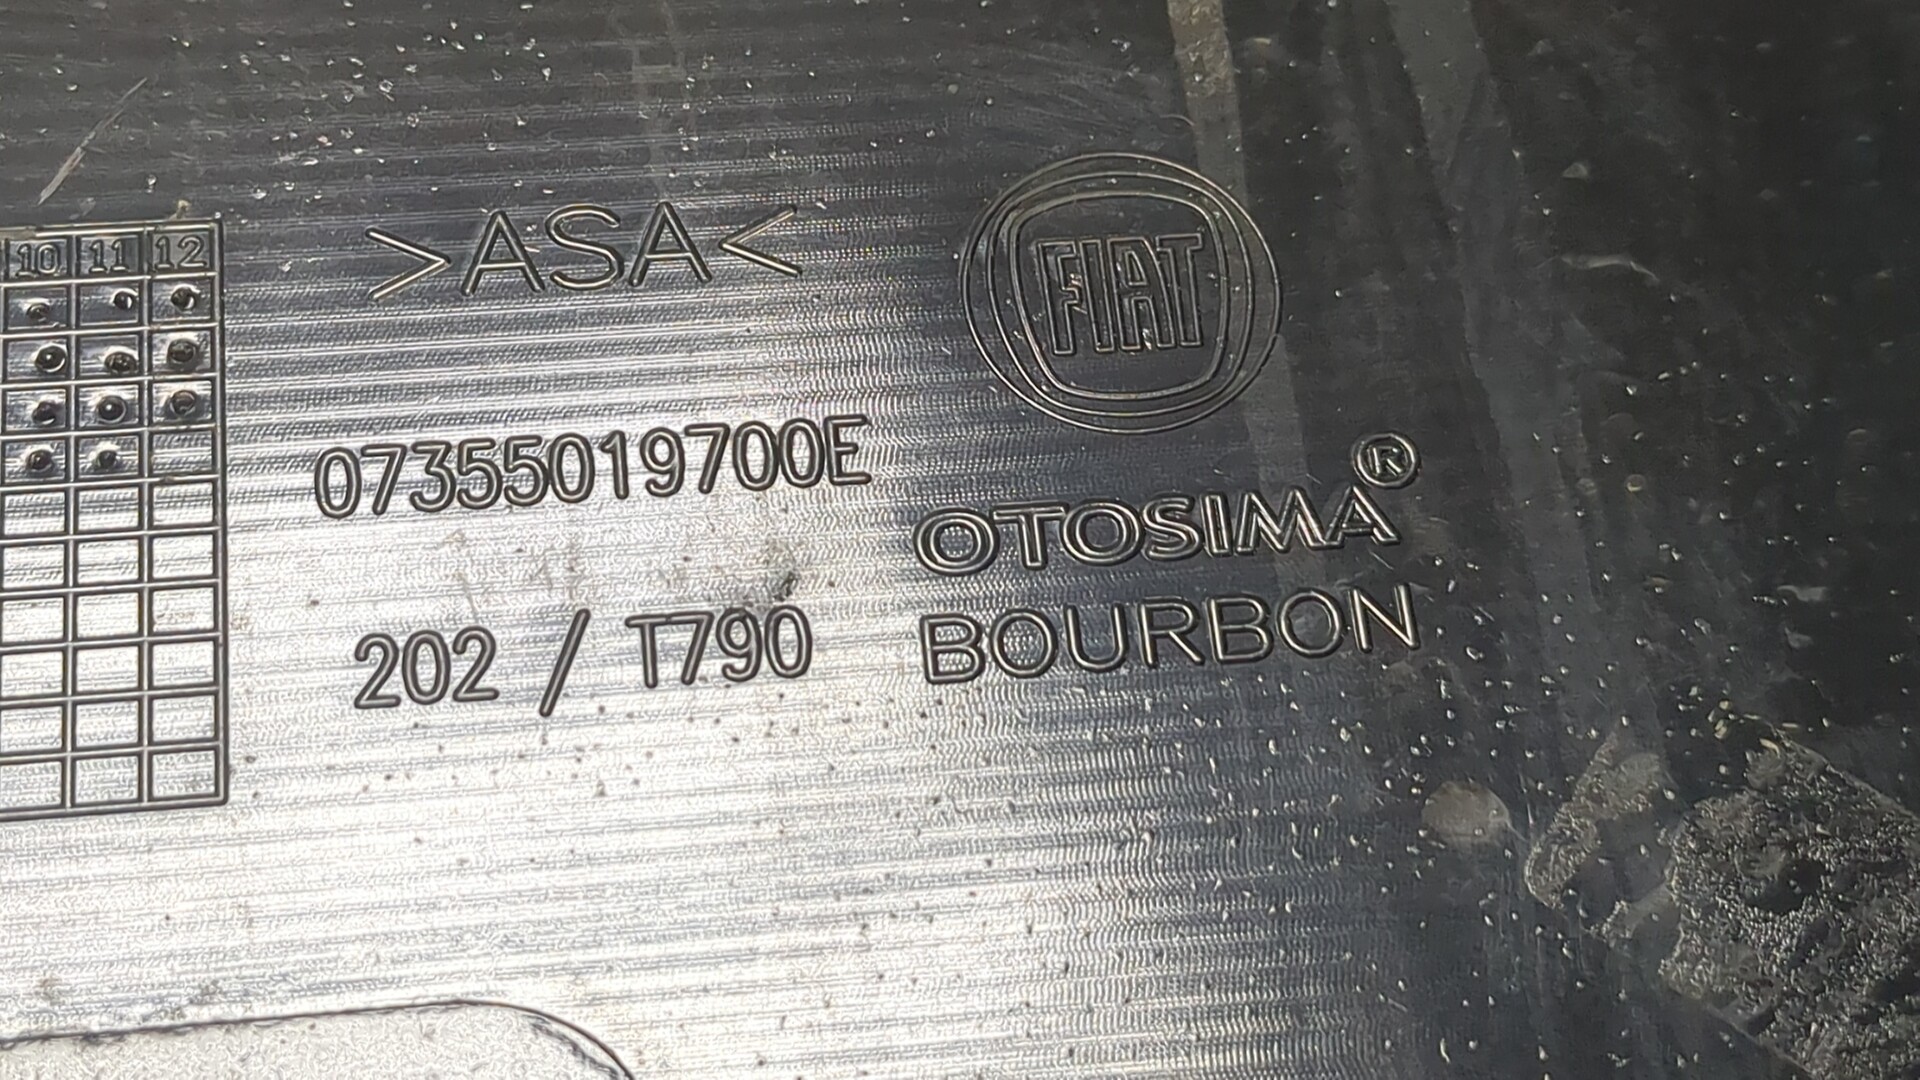 10 11 12
>ASA<
FIAT
07355019700E
OTOSIMA®
202 / T790
BOURBON